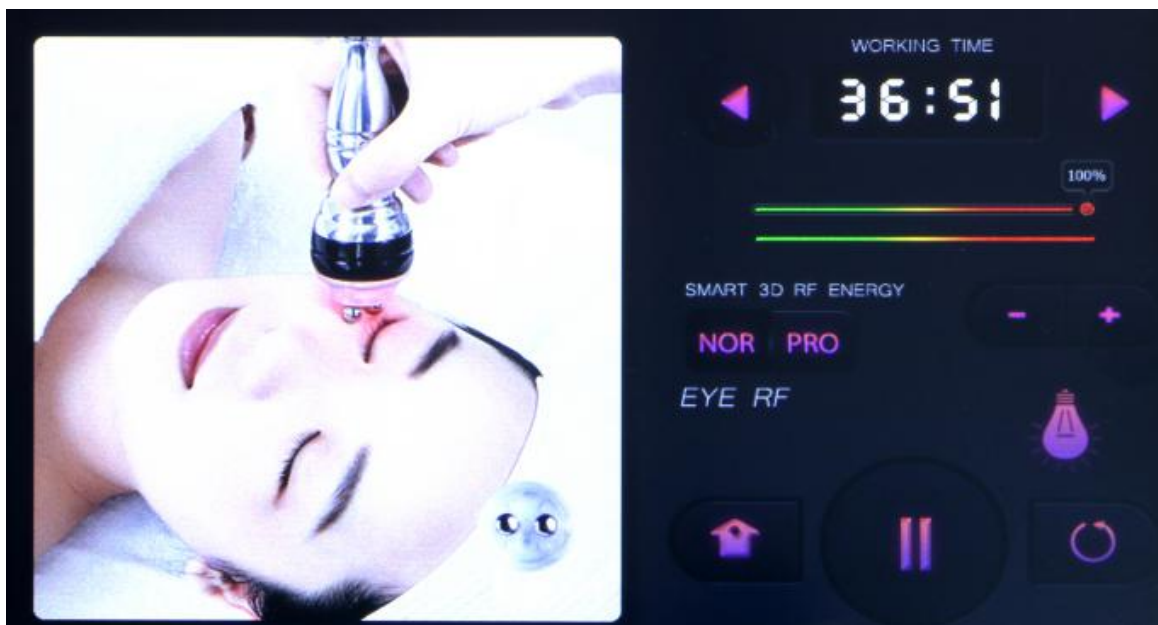 WORKING TIME
36:51
100%
SMART 3D RF ENERGY
NOR PRO
EYE RF